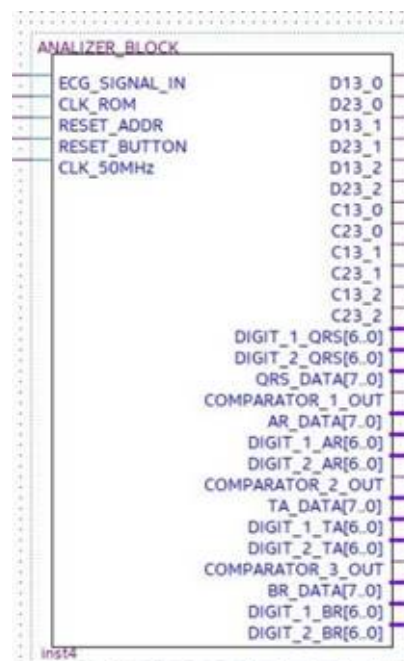 ANALIZER_BLOCK
ECG_SIGNAL_IN D13_0
CLK_ROM D23_0
RESET_ADDR D13_1
RESET_BUTTON D23_1
CLK_50MHz D13_2
D23_2
C13_0
C23_0
C13_1
C23_1
C13_2
C23_2
DIGIT_1_QRS[6..0]
DIGIT_2_QRS[6..0]
QRS_DATA[7..0]
COMPARATOR_1_OUT
AR_DATA[7..0]
DIGIT_1_AR[6..0]
DIGIT_2_AR[6..0]
COMPARATOR_2_OUT
TA_DATA[7..0]
DIGIT_1_TA[6..0]
DIGIT_2_TA[6..0]
COMPARATOR_3_OUT
BR_DATA[7..0]
DIGIT_1_BR[6..0]
DIGIT_2_BR[6..0]
inst4